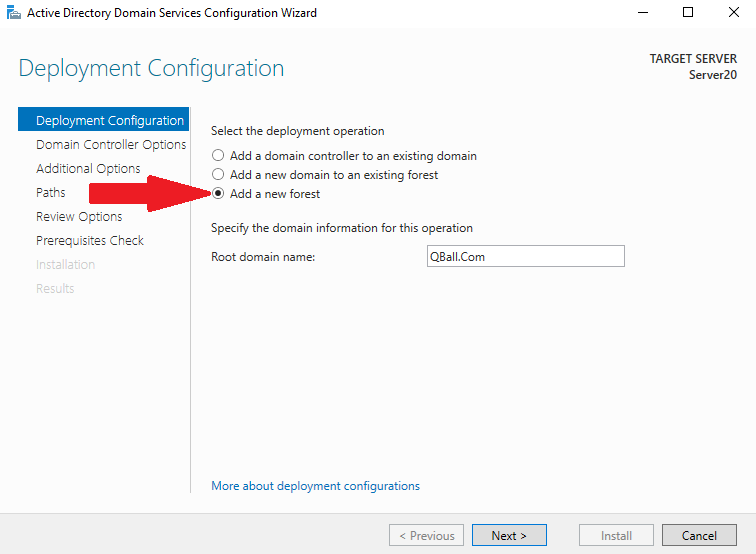 Active Directory Domain Services Configuration Wizard
Deployment Configuration
TARGET SERVER
Server20
Deployment Configuration
Domain Controller Options
Additional Options
Paths
Review Options
Prerequisites Check
Installation
Results
Select the deployment operation
Add a domain controller to an existing domain
Add a new domain to an existing forest
Add a new forest
Specify the domain information for this operation
Root domain name:
QBall.Com
More about deployment configurations
< Previous
Next >
Install
Cancel